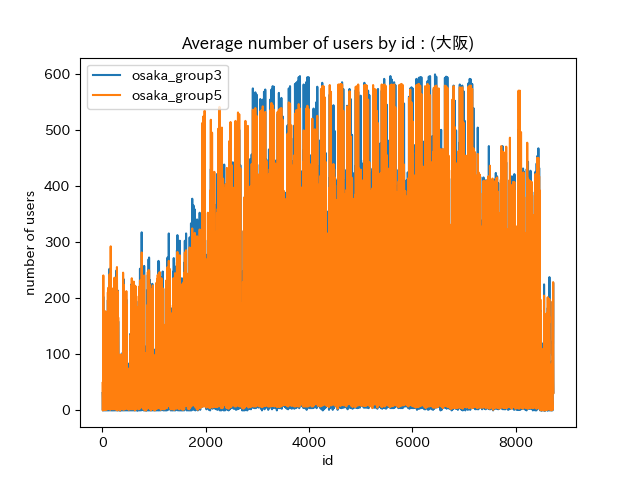 Average number of users by id : (大阪)
osaka_group3
osaka_group5
600
500
400
300
200
100
0
number of users
0 2000 4000 6000 8000
id